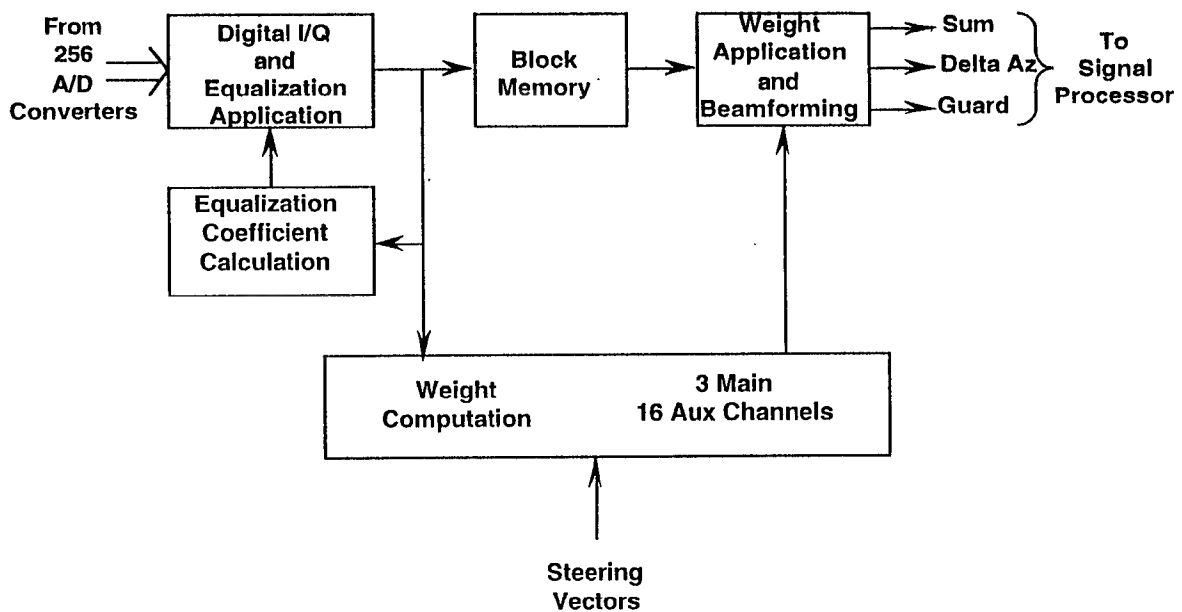 From
256
A/D
Converters
Digital I/Q
and
Equalization
Application
Block
Memory
Weight
Application
and
Beamforming
Sum
Delta Az
Guard
To
Signal
Processor
Equalization
Coefficient
Calculation
Weight
Computation
3 Main
16 Aux Channels
Steering
Vectors